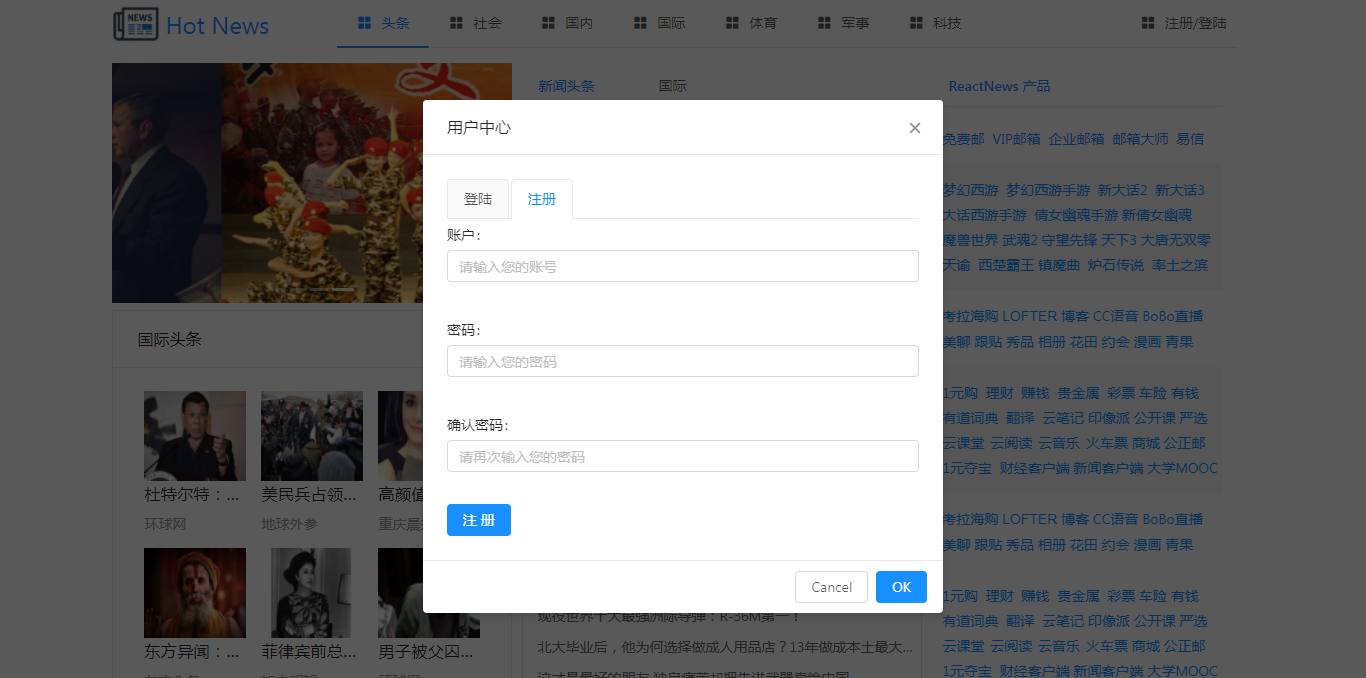 NEWS
Hot News
头条 社会 国内 国际 体育 军事 科技 注册/登陆
新闻头条 国际
ReactNews 产品
用户中心
登陆 注册
账户:
请输入您的账号
密码:
请输入您的密码
确认密码:
请再次输入您的密码
注 册
Cancel OK
免费邮 VIP邮箱 企业邮箱 邮箱大师 易信
梦幻西游 梦幻西游手游 新大话2 新大话3
大话西游手游 倩女幽魂手游 新倩女幽魂
魔兽世界 武魂2 守望先锋 天下3 大唐无双零
天谕 西楚霸王 镇魔曲 炉石传说 率土之滨
考拉海购 LOFTER 博客 CC语音 BoBo直播
美聊 跟贴 秀品 相册 花田 约会 漫画 青果
1元购 理财 赚钱 贵金属 彩票 车险 有钱
有道词典 翻译 云笔记 印像派 公开课 严选
云课堂 云阅读 云音乐 火车票 商城 公正邮
1元夺宝 财经客户端 新闻客户端 大学MOOC
考拉海购 LOFTER 博客 CC语音 BoBo直播
美聊 跟贴 秀品 相册 花田 约会 漫画 青果
1元购 理财 赚钱 贵金属 彩票 车险 有钱
有道词典 翻译 云笔记 印像派 公开课 严选
云课堂 云阅读 云音乐 火车票 商城 公正邮
1元夺宝 财经客户端 新闻客户端 大学MOOC
国际头条
杜特尔特：... 美民兵占领... 高颜值
环球网 地球外参 重庆晨
东方异闻：... 菲律宾前总... 男子被父囚...
现役世界十大最强洲际导弹：R-36M第一！
北大毕业后，他为何选择做成人用品店？13年做成本土最大...